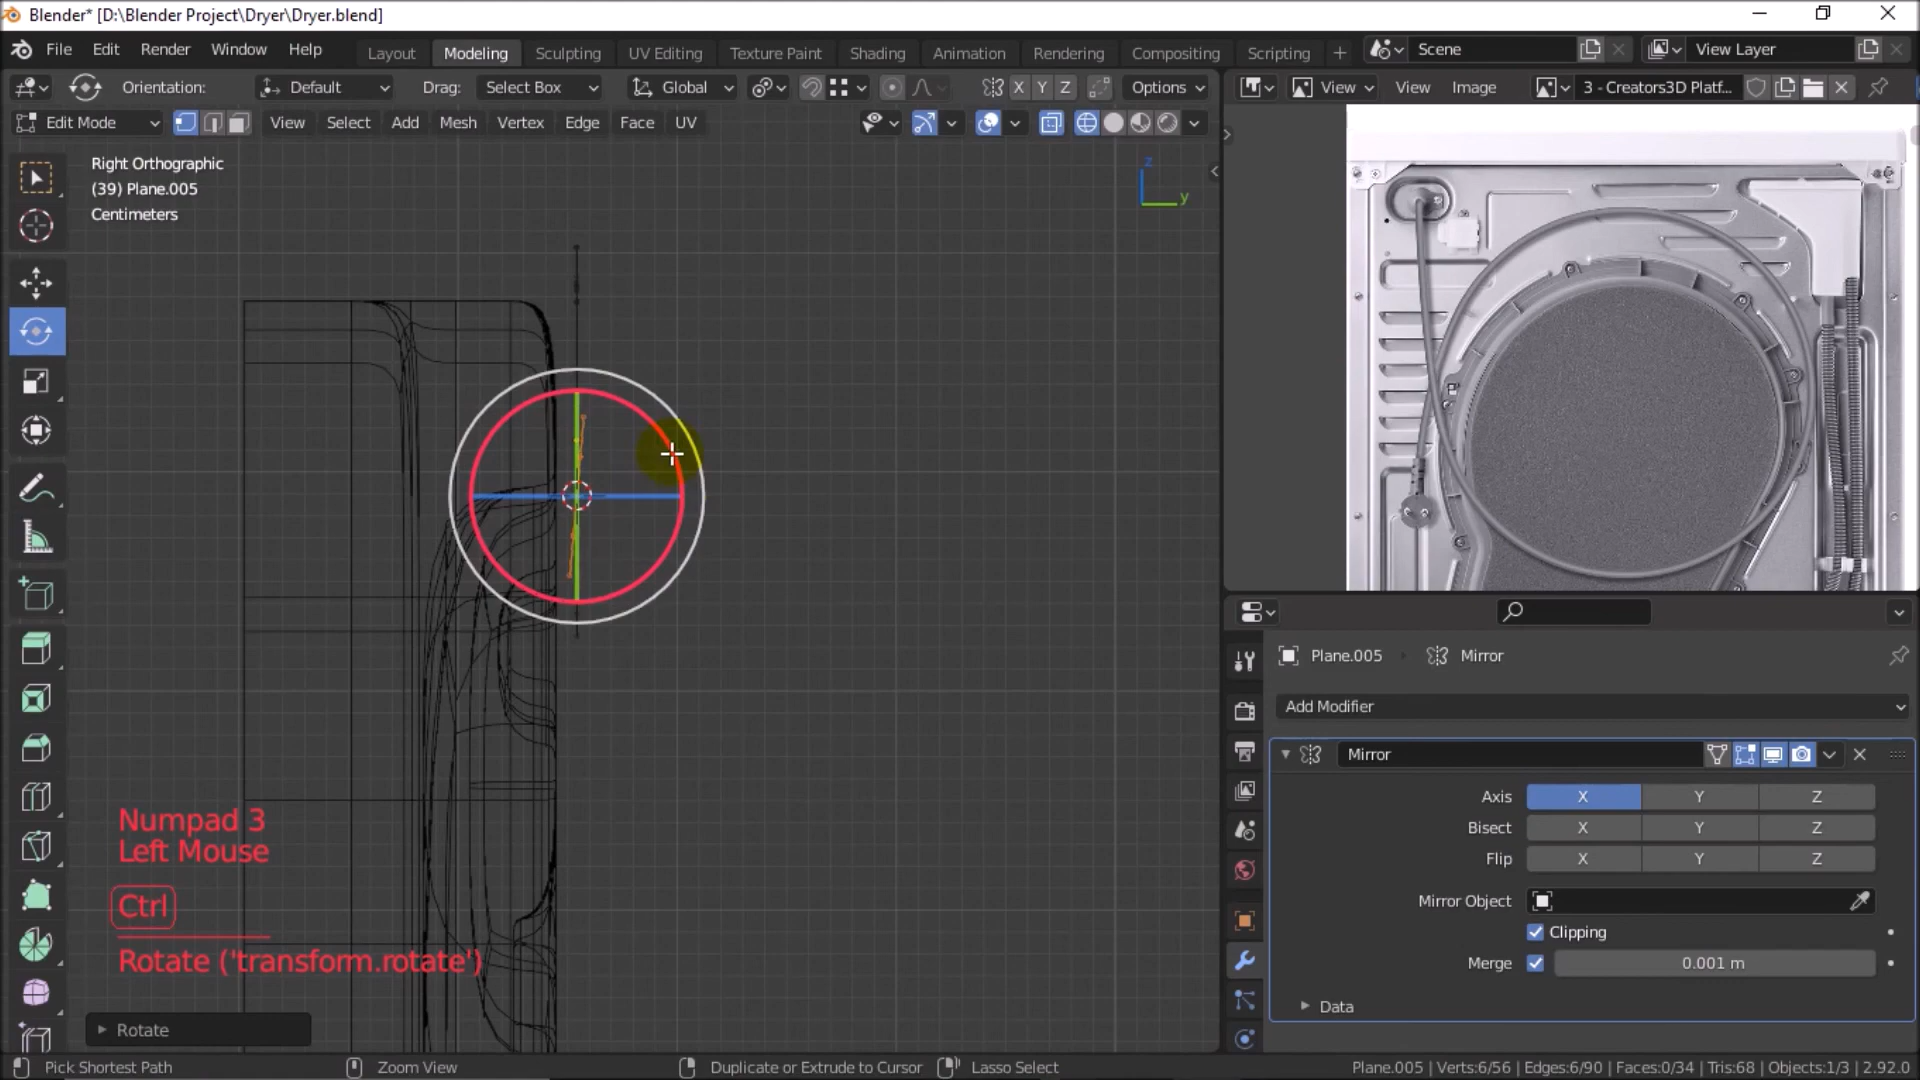 Blender* [D:\Blender Project\Dryer\Dryer.blend]
File Edit Render Window Help
Layout Modeling Sculpting UV Editing Texture Paint Shading Animation Rendering Compositing Scripting +
Scene
View Layer
Orientation: Default Drag: Select Box Global X Y Z Options
View View Image 3 - Creators3D Platf...
Edit Mode View Select Add Mesh Vertex Edge Face UV
Right Orthographic
(39) Plane.005
Centimeters
z
y
Plane.005 Mirror
Add Modifier
Mirror
Axis X Y Z
Bisect X Y Z
Flip X Y Z
Mirror Object
Clipping
Merge 0.001 m
Data
Numpad 3
Left Mouse
Ctrl
Rotate ('transform.rotate')
Rotate
Pick Shortest Path Zoom View Duplicate or Extrude to Cursor Lasso Select Plane.005 | Verts:6/56 | Edges:6/90 | Faces:0/34 | Tris:68 | Objects:1/3 | 2.92.0